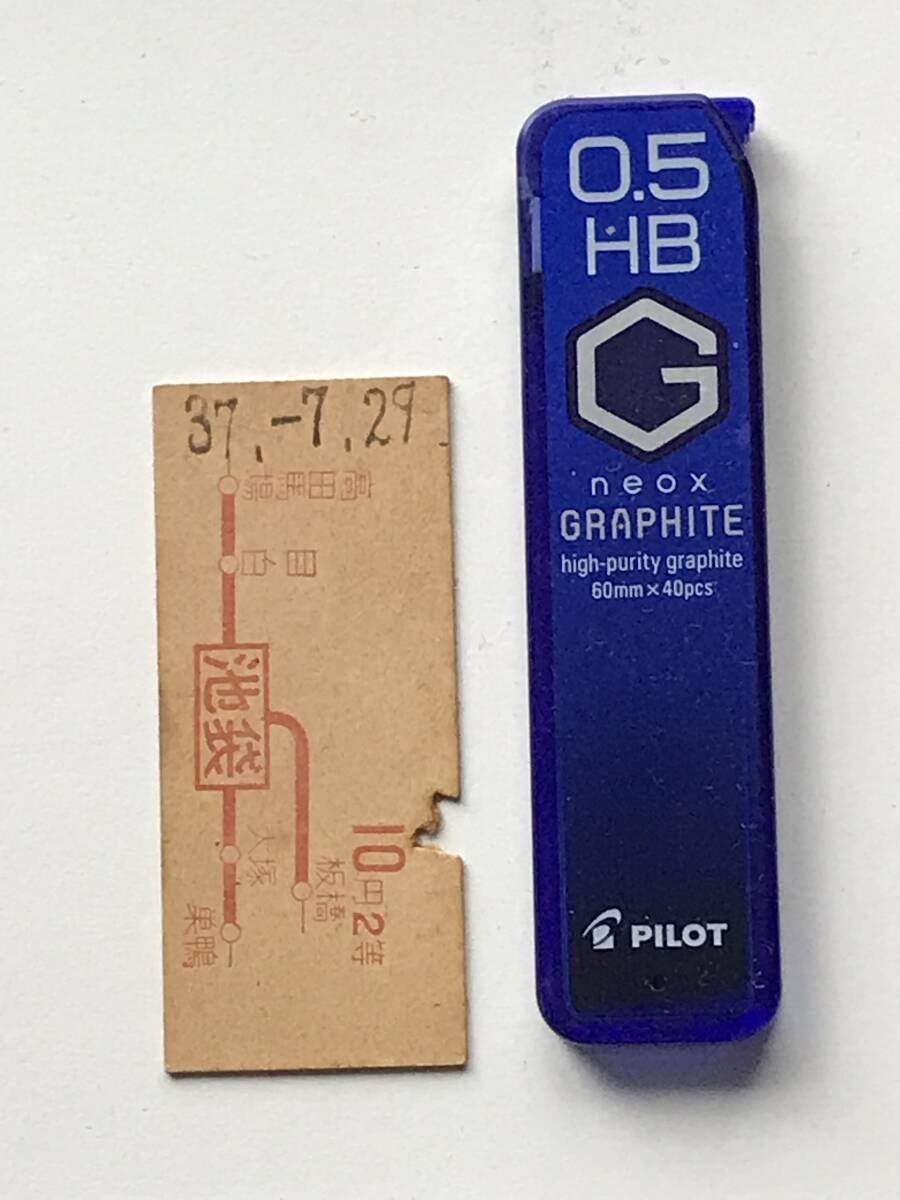 37.-7.29
高田馬場
目白
池袋
10円2等
板橋
大塚
巣鴨
0.5
HB
G
neox
GRAPHITE
high-purity graphite
60mm×40pcs
PILOT